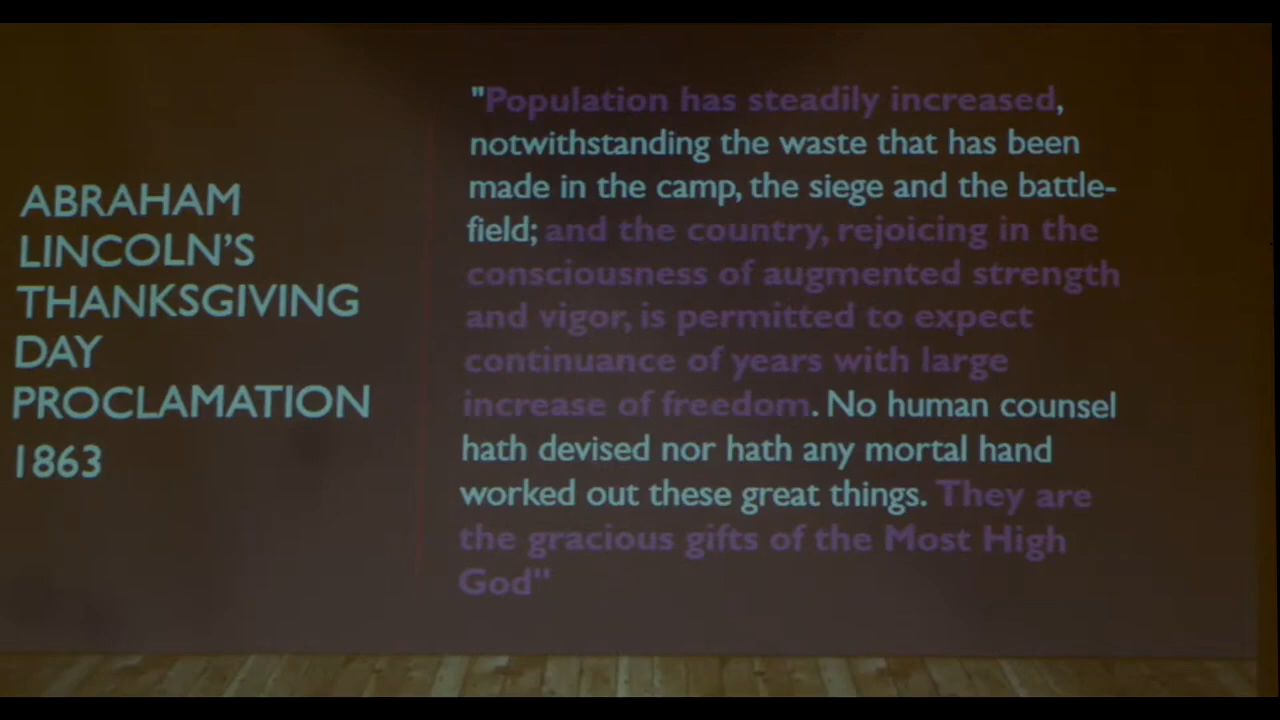 ABRAHAM
LINCOLN'S
THANKSGIVING
DAY
PROCLAMATION
1863
"Population has steadily increased,
notwithstanding the waste that has been
made in the camp, the siege and the battle-
field; and the country, rejoicing in the
consciousness of augmented strength
and vigor, is permitted to expect
continuance of years with large
increase of freedom. No human counsel
hath devised nor hath any mortal hand
worked out these great things. They are
the gracious gifts of the Most High
God"